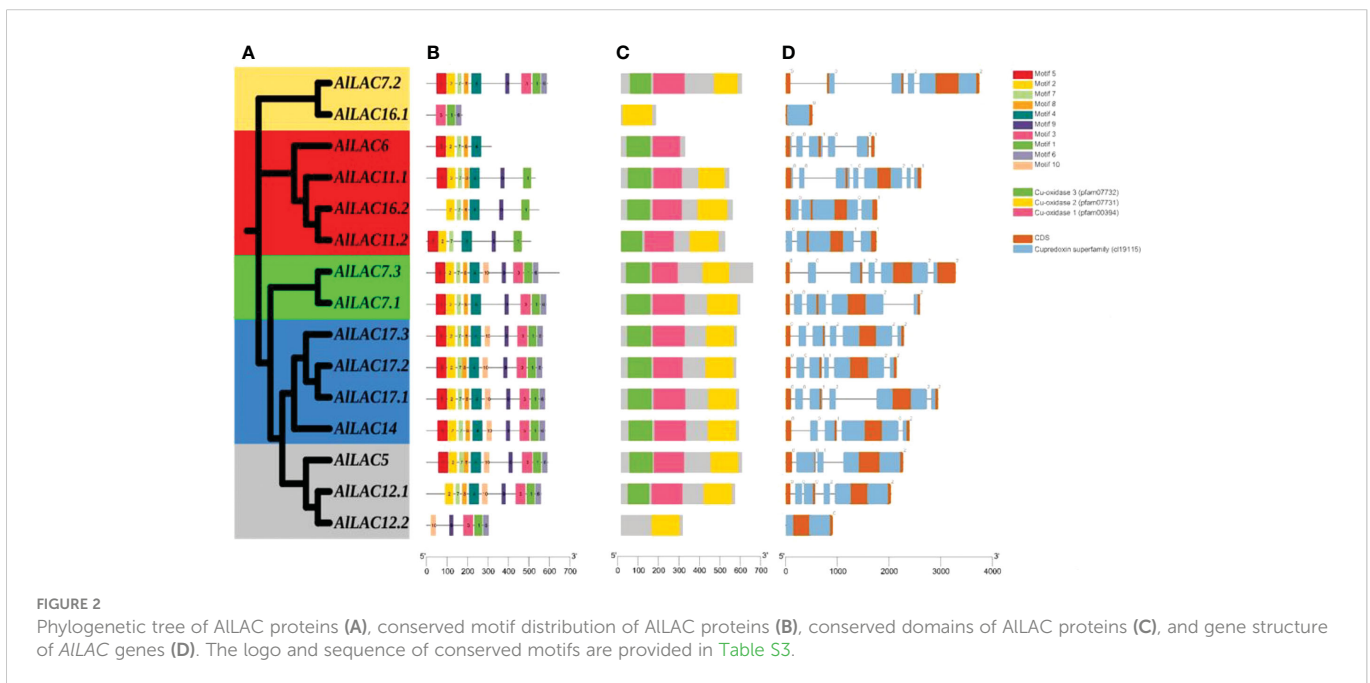 A B C D
AlLAC7.2
AlLAC16.1
AlLAC6
AlLAC11.1
AlLAC16.2
AlLAC11.2
AlLAC7.3
AlLAC7.1
AlLAC17.3
AlLAC17.2
AlLAC17.1
AlLAC14
AlLAC5
AlLAC12.1
AlLAC12.2
Motif 5
Motif 2
Motif 7
Motif 8
Motif 4
Motif 9
Motif 3
Motif 1
Motif 6
Motif 10
Cu-oxidase 3 (pfam07732)
Cu-oxidase 2 (pfam07731)
Cu-oxidase 1 (pfam00394)
CDS
Cupredoxin superfamily (cl19115)
5' 3' 5' 3' 5' 3'
0 100 200 300 400 500 600 700 0 100 200 300 400 500 600 700 0 1000 2000 3000 4000
FIGURE 2
Phylogenetic tree of AlLAC proteins (A), conserved motif distribution of AlLAC proteins (B), conserved domains of AlLAC proteins (C), and gene structure
of AlLAC genes (D). The logo and sequence of conserved motifs are provided in Table S3.